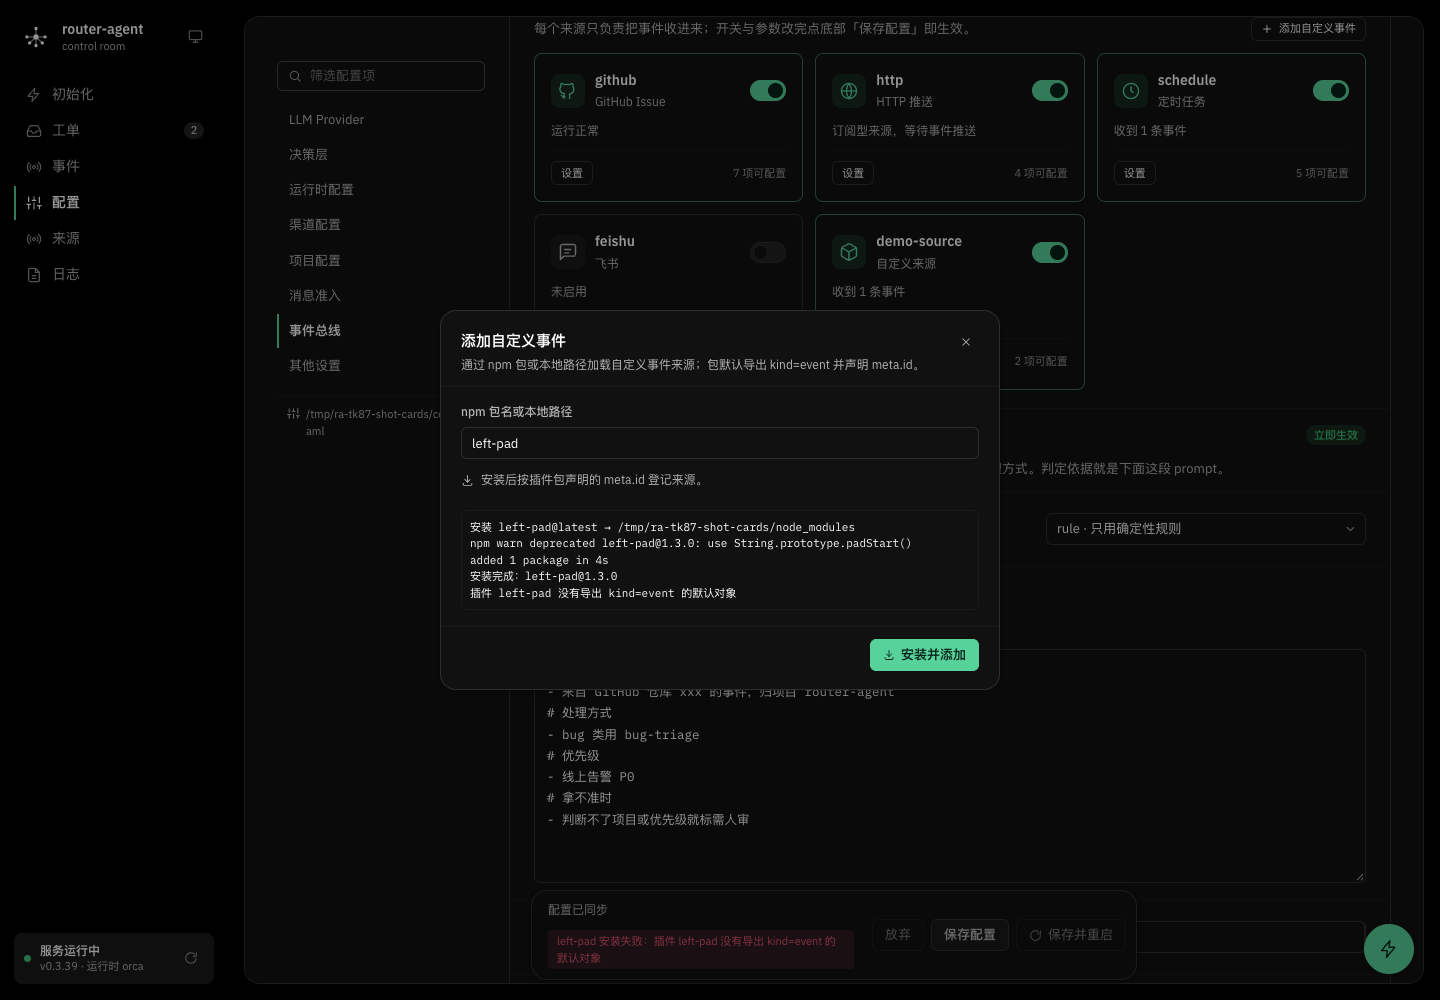 router-agent
control room
初始化
工单
2
事件
配置
来源
日志
服务运行中
v0.3.39 · 运行时 orca
筛选配置项
LLM Provider
决策层
运行时配置
渠道配置
项目配置
消息准入
事件总线
其他设置
/tmp/ra-tk87-shot-cards/co
aml
每个来源只负责把事件收进来；开关与参数改完点底部「保存配置」即生效。
添加自定义事件
github
GitHub Issue
运行正常
设置
7 项可配置
http
HTTP 推送
订阅型来源，等待事件推送
设置
4 项可配置
schedule
定时任务
收到 1 条事件
设置
5 项可配置
feishu
飞书
未启用
demo-source
自定义来源
收到 1 条事件
2 项可配置
添加自定义事件
通过 npm 包或本地路径加载自定义事件来源；包默认导出 kind=event 并声明 meta.id。
npm 包名或本地路径
left-pad
安装后按插件包声明的 meta.id 登记来源。
安装 left-pad@latest → /tmp/ra-tk87-shot-cards/node_modules
npm warn deprecated left-pad@1.3.0: use String.prototype.padStart()
added 1 package in 4s
安装完成：left-pad@1.3.0
插件 left-pad 没有导出 kind=event 的默认对象
安装并添加
立即生效
方式。判定依据就是下面这段 prompt。
rule · 只用确定性规则
- 来自 GitHub 仓库 xxx 的事件，归项目 router-agent
# 处理方式
- bug 类用 bug-triage
# 优先级
- 线上告警 P0
# 拿不准时
- 判断不了项目或优先级就标需人审
配置已同步
left-pad 安装失败：插件 left-pad 没有导出 kind=event 的
默认对象
放弃
保存配置
保存并重启